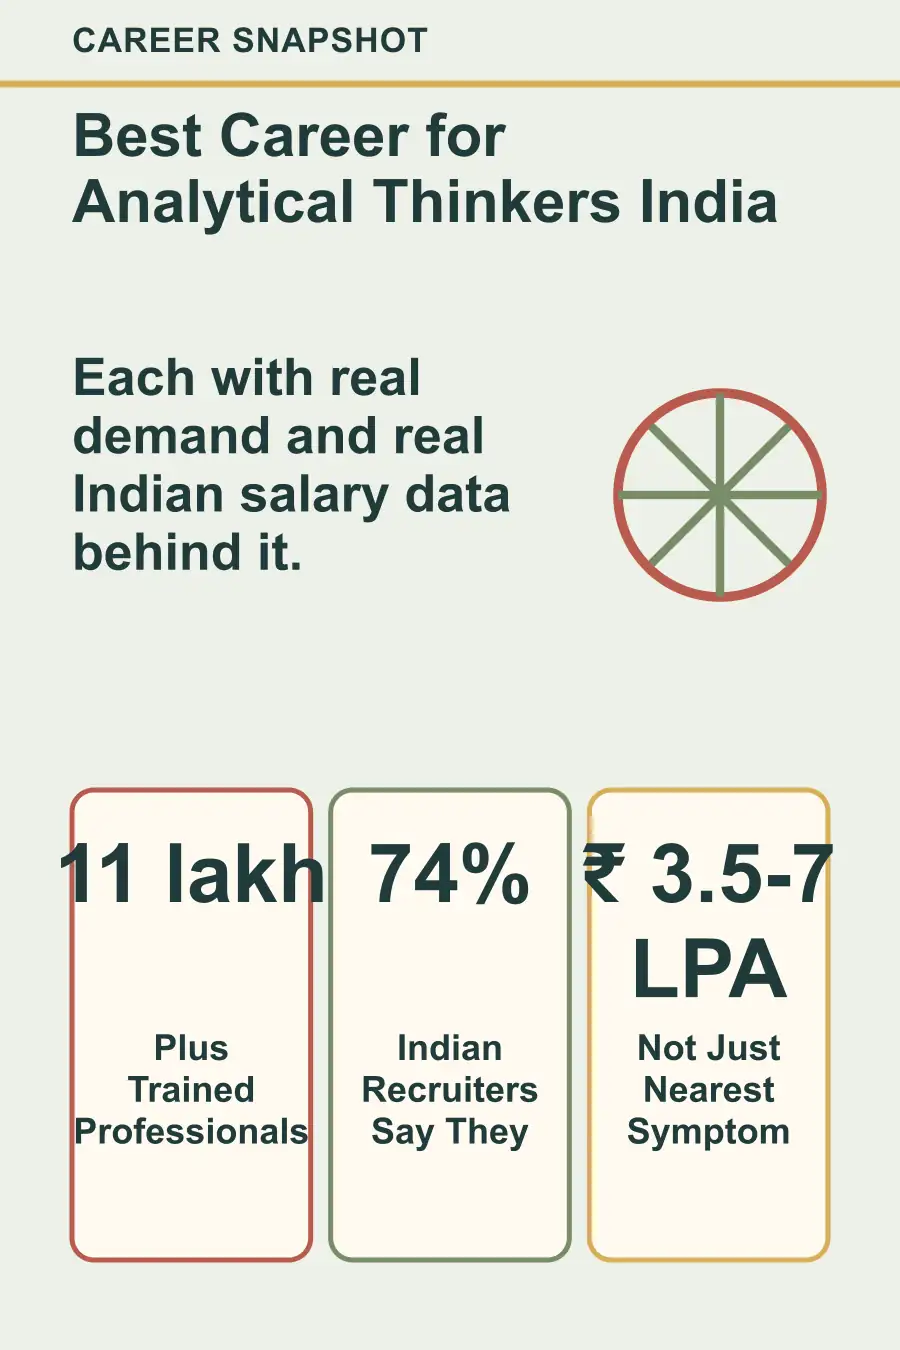 CAREER SNAPSHOT
Best Career for
Analytical Thinkers India
Each with real
demand and real
Indian salary data
behind it.
11 lakh
Plus
Trained
Professionals
74%
Indian
Recruiters
Say They
₹ 3.5-7
LPA
Not Just
Nearest
Symptom